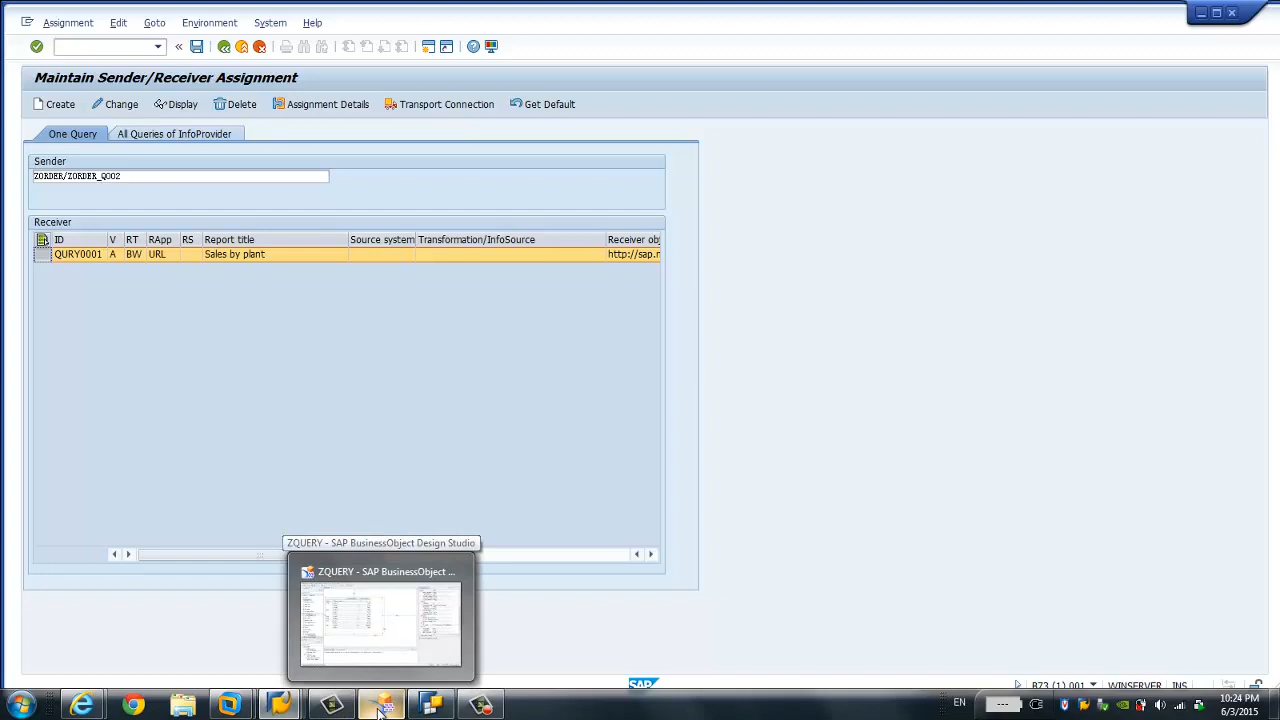 Assignment Edit Goto Environment System Help
Maintain Sender/Receiver Assignment
Create Change Display Delete Assignment Details Transport Connection Get Default
One Query All Queries of InfoProvider
Sender
ZORDER/ZORDER_Q002
Receiver
ID V RT RApp RS Report title Source system Transformation/InfoSource Receiver obj
QURY0001 A BW URL Sales by plant http://sap.r
ZQUERY - SAP BusinessObject Design Studio
ZQUERY - SAP BusinessObject ...
SAP
B73 (1) 001 WINSERVER INS
EN
10:24 PM
6/3/2015